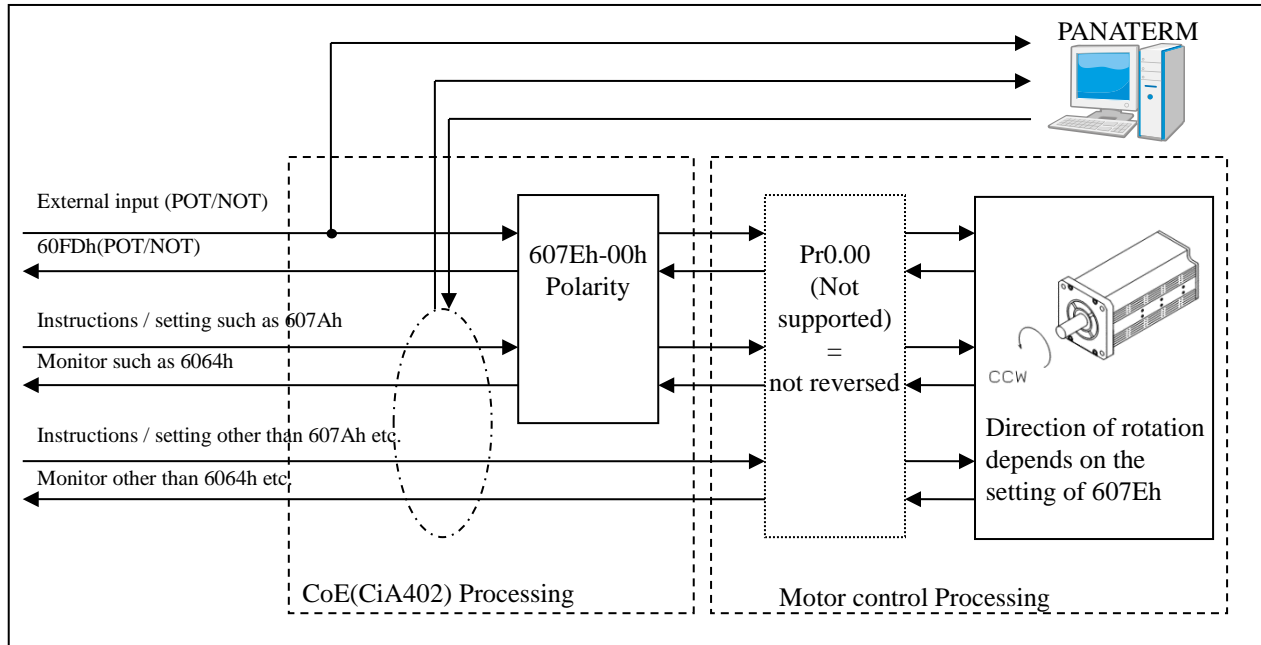 PANATERM
External input (POT/NOT)
60FDh(POT/NOT)
Instructions / setting such as 607Ah
Monitor such as 6064h
Instructions / setting other than 607Ah etc.
Monitor other than 6064h etc.
607Eh-00h
Polarity
CoE(CiA402) Processing
Pr0.00
(Not
supported)
=
not reversed
CCW
Direction of rotation
depends on the
setting of 607Eh
Motor control Processing